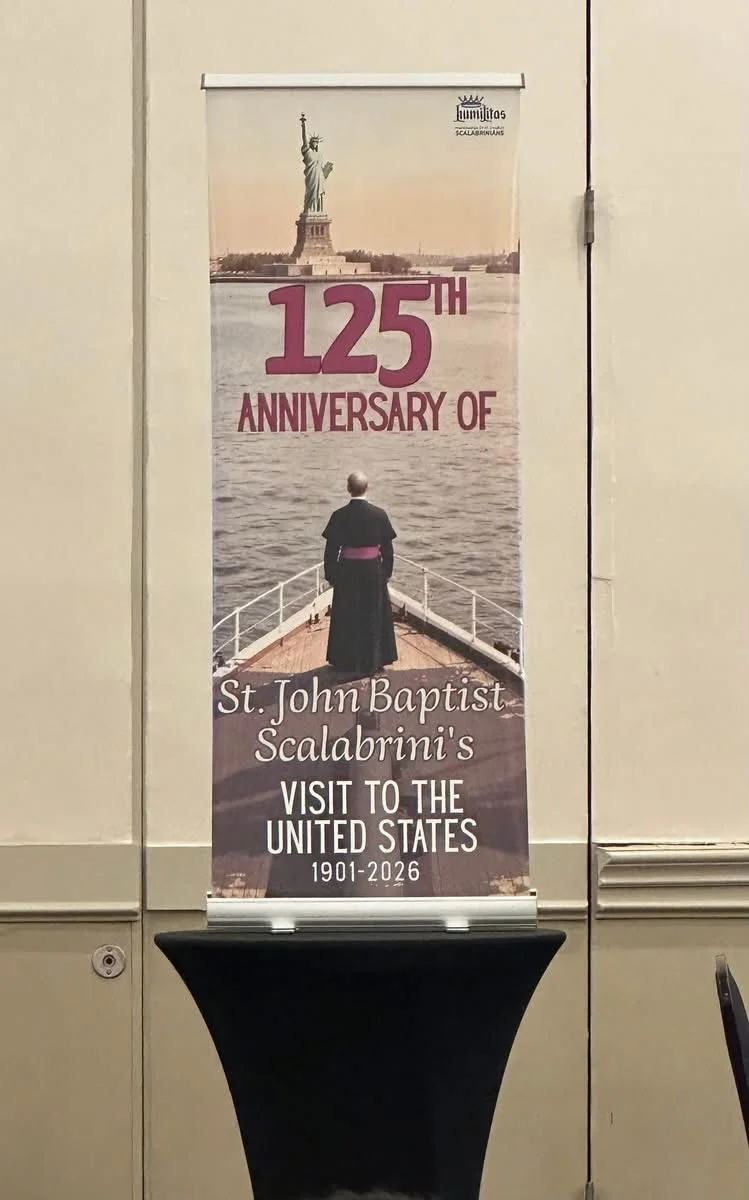 humilitas
SCALABRINIANS
125TH
ANNIVERSARY OF
St. John Baptist
Scalabrini's
VISIT TO THE
UNITED STATES
1901-2026